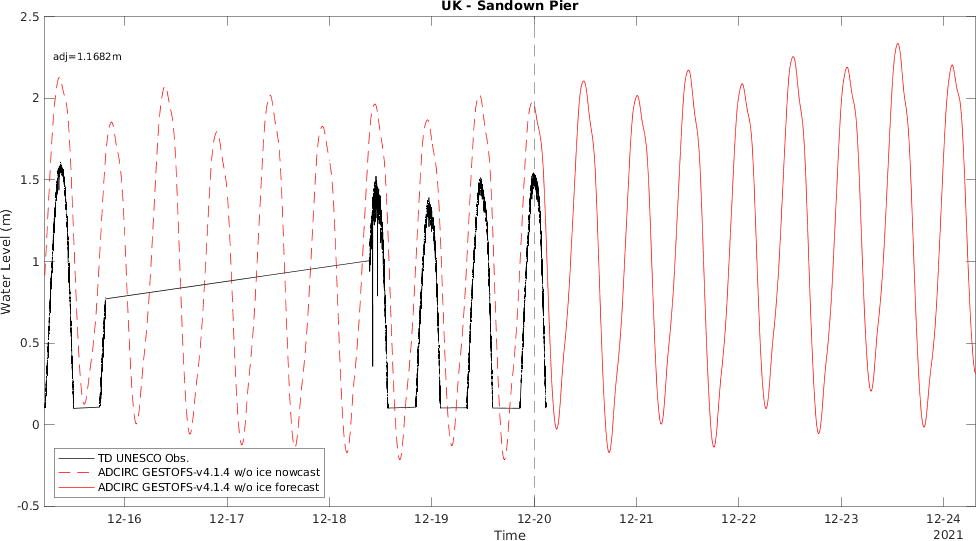 UK - Sandown Pier
adj=1.1682m
Water Level (m)
2.5
2
1.5
1
0.5
0
-0.5
TD UNESCO Obs.
ADCIRC GESTOFS-v4.1.4 w/o ice nowcast
ADCIRC GESTOFS-v4.1.4 w/o ice forecast
12-16 12-17 12-18 12-19 12-20 12-21 12-22 12-23 12-24
Time
2021